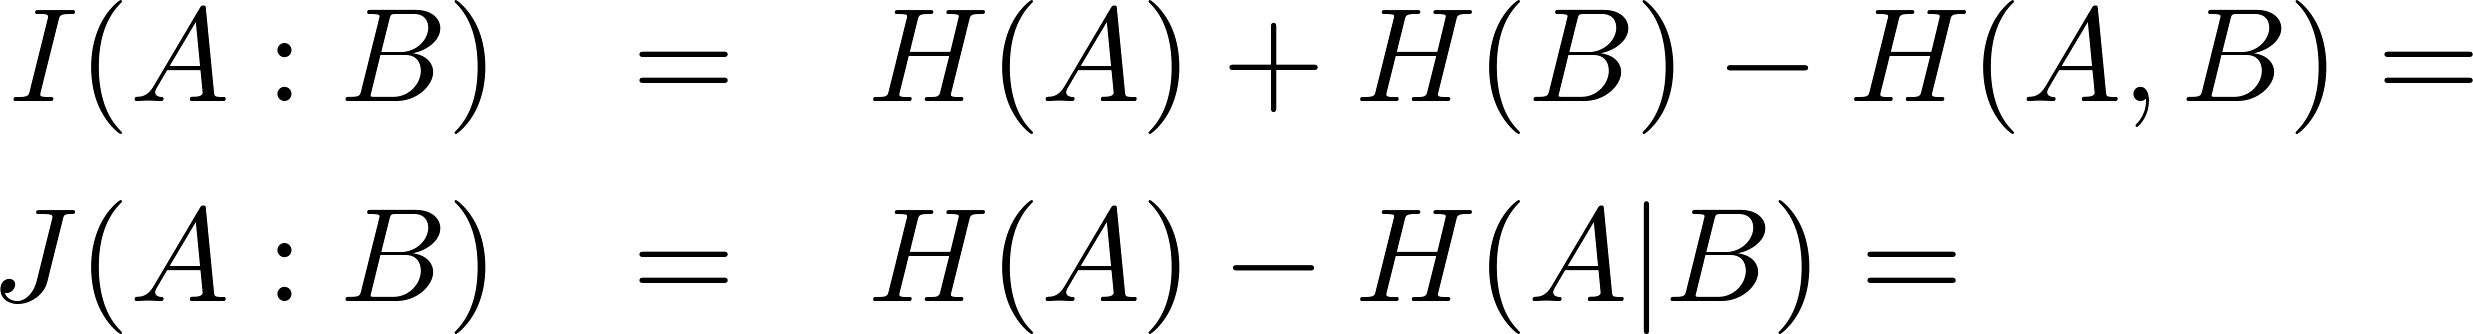 I(A : B) = H(A) + H(B) − H(A, B) =
J(A : B) = H(A) − H(A|B) =